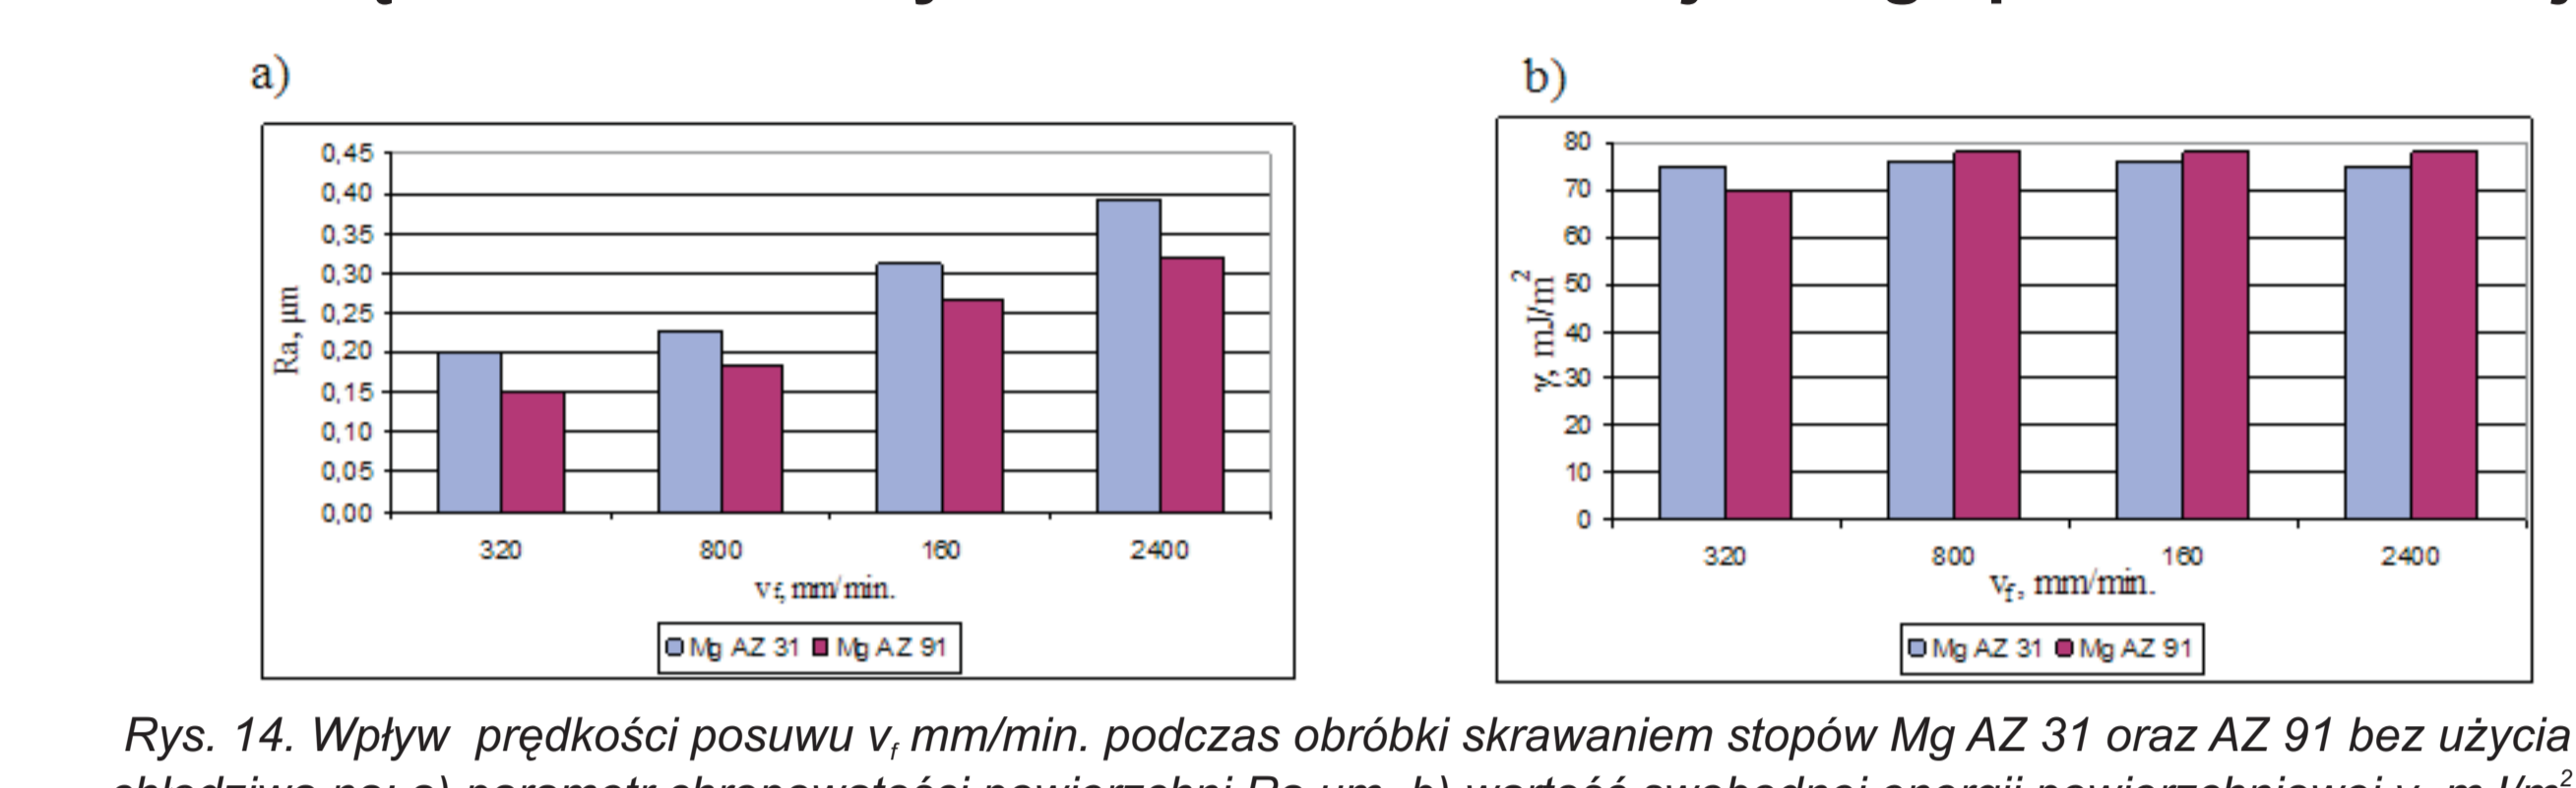 a)
0,45
0,40
0,35
0,30
0,25
0,20
0,15
0,10
0,05
0,00
Ra, µm
320 800 160 2400
vf, mm/min.
Mg AZ 31 Mg AZ 91
b)
80
70
60
50
40
30
20
10
0
γ, mJ/m²
320 800 160 2400
vf, mm/min.
Mg AZ 31 Mg AZ 91
Rys. 14. Wpływ prędkości posuwu vf mm/min. podczas obróbki skrawaniem stopów Mg AZ 31 oraz AZ 91 bez użycia